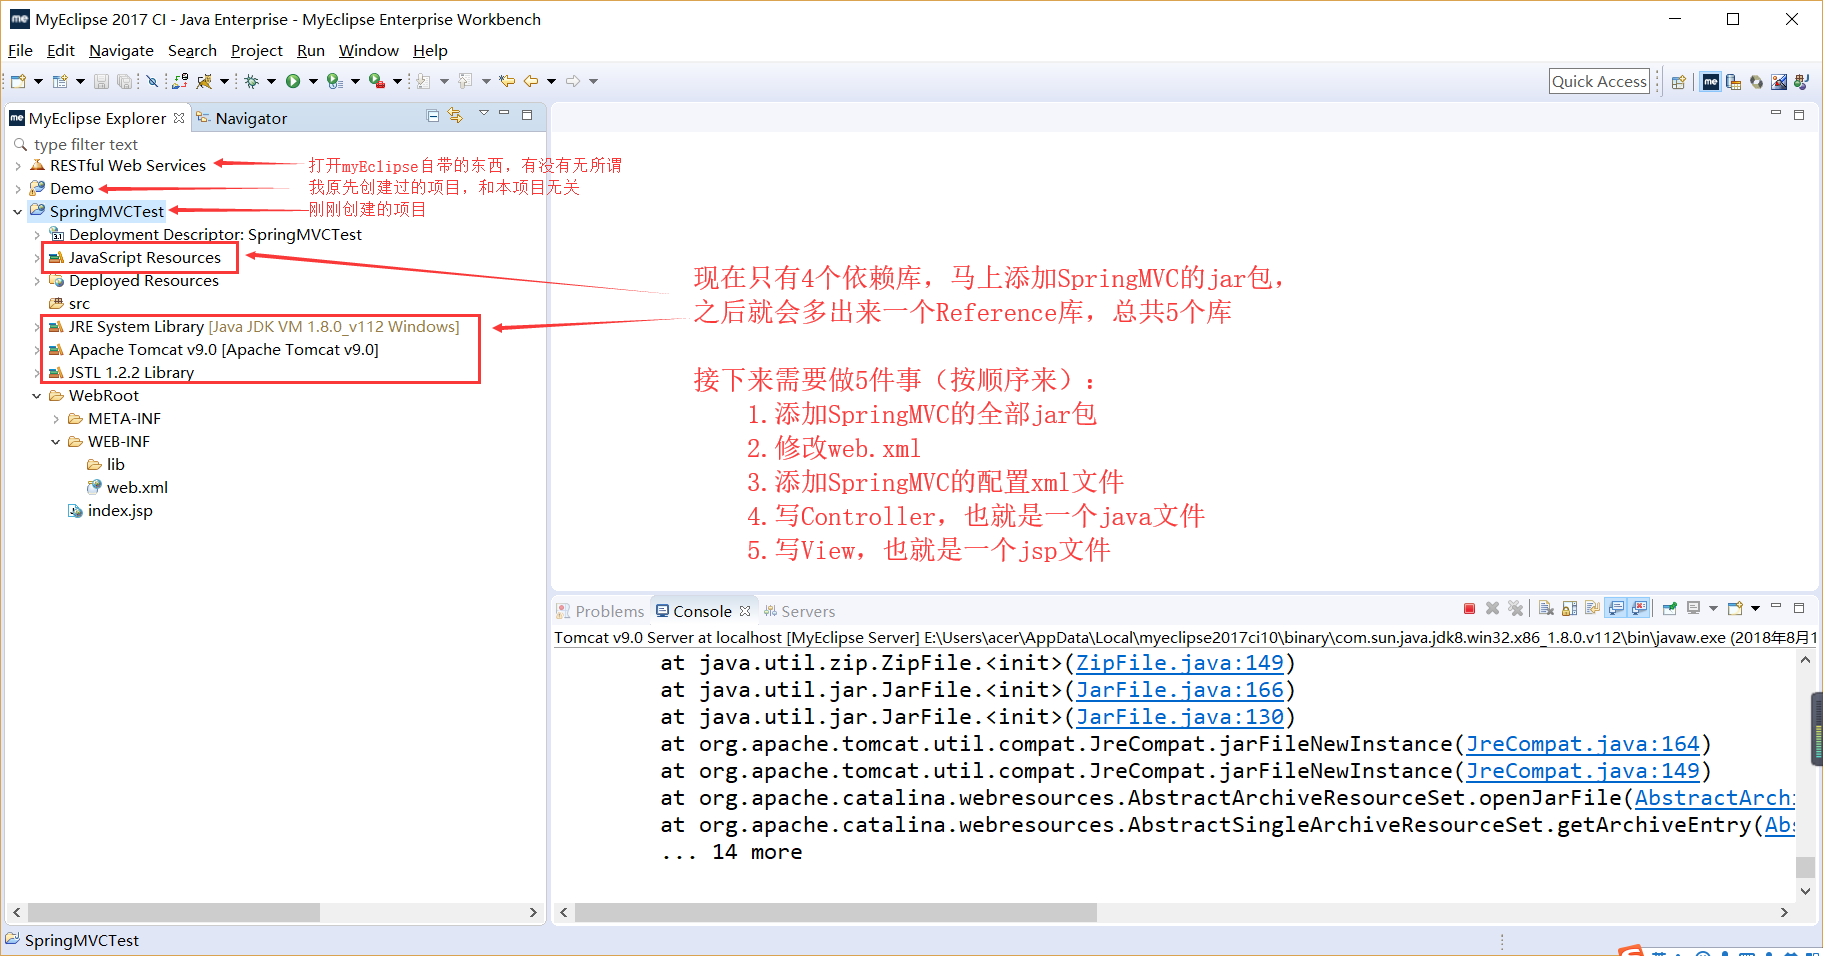 MyEclipse 2017 CI - Java Enterprise - MyEclipse Enterprise Workbench
File Edit Navigate Search Project Run Window Help
Quick Access
MyEclipse Explorer Navigator
type filter text
RESTful Web Services 打开myEclipse自带的东西，有没有无所谓
Demo 我原先创建过的项目，和本项目无关
SpringMVCTest 刚刚创建的项目
Deployment Descriptor: SpringMVCTest
JavaScript Resources
Deployed Resources
src
JRE System Library [Java JDK VM 1.8.0_v112 Windows]
Apache Tomcat v9.0 [Apache Tomcat v9.0]
JSTL 1.2.2 Library
WebRoot
META-INF
WEB-INF
lib
web.xml
index.jsp
现在只有4个依赖库，马上添加SpringMVC的jar包，
之后就会多出来一个Reference库，总共5个库
接下来需要做5件事（按顺序来）：
1.添加SpringMVC的全部jar包
2.修改web.xml
3.添加SpringMVC的配置xml文件
4.写Controller，也就是一个java文件
5.写View，也就是一个jsp文件
Problems Console Servers
Tomcat v9.0 Server at localhost [MyEclipse Server] E:\Users\acer\AppData\Local\myeclipse2017ci10\binary\com.sun.java.jdk8.win32.x86_1.8.0.v112\bin\javaw.exe (2018年8月1
at java.util.zip.ZipFile.<init>(ZipFile.java:149)
at java.util.jar.JarFile.<init>(JarFile.java:166)
at java.util.jar.JarFile.<init>(JarFile.java:130)
at org.apache.tomcat.util.compat.JreCompat.jarFileNewInstance(JreCompat.java:164)
at org.apache.tomcat.util.compat.JreCompat.jarFileNewInstance(JreCompat.java:149)
at org.apache.catalina.webresources.AbstractArchiveResourceSet.openJarFile(AbstractArchi
at org.apache.catalina.webresources.AbstractSingleArchiveResourceSet.getArchiveEntry(Abs
... 14 more
SpringMVCTest